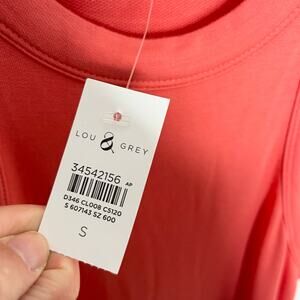 LOU & GREY
34542156 AP
D346 CL008 CS120
S 607143 SZ 600
S